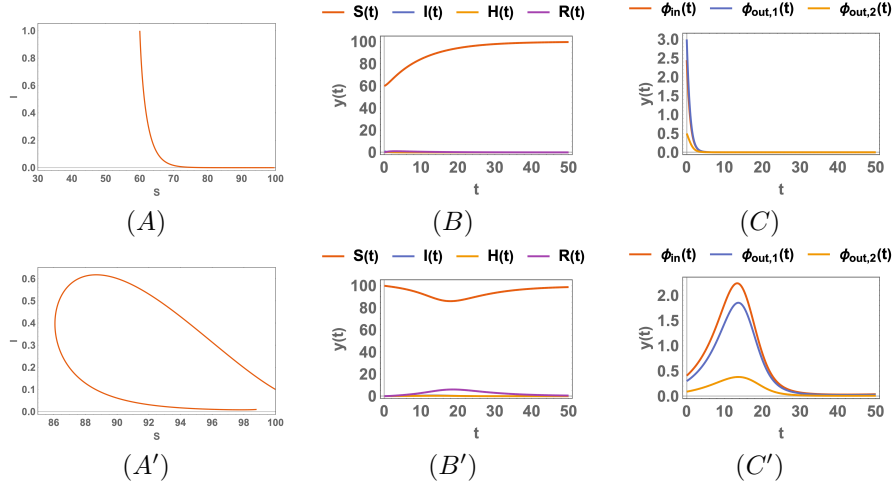 S(t) I(t) H(t) R(t)
ϕin(t) ϕout,1(t) ϕout,2(t)
I
1.0
0.8
0.6
0.4
0.2
0.0
30 40 50 60 70 80 90 100
S
(A)
y(t)
100
80
60
40
20
0
0 10 20 30 40 50
t
(B)
y(t)
3.0
2.5
2.0
1.5
1.0
0.5
0.0
0 10 20 30 40 50
t
(C)
S(t) I(t) H(t) R(t)
ϕin(t) ϕout,1(t) ϕout,2(t)
I
0.6
0.5
0.4
0.3
0.2
0.1
0.0
86 88 90 92 94 96 98 100
S
(A′)
y(t)
100
80
60
40
20
0
0 10 20 30 40 50
t
(B′)
y(t)
2.0
1.5
1.0
0.5
0.0
0 10 20 30 40 50
t
(C′)